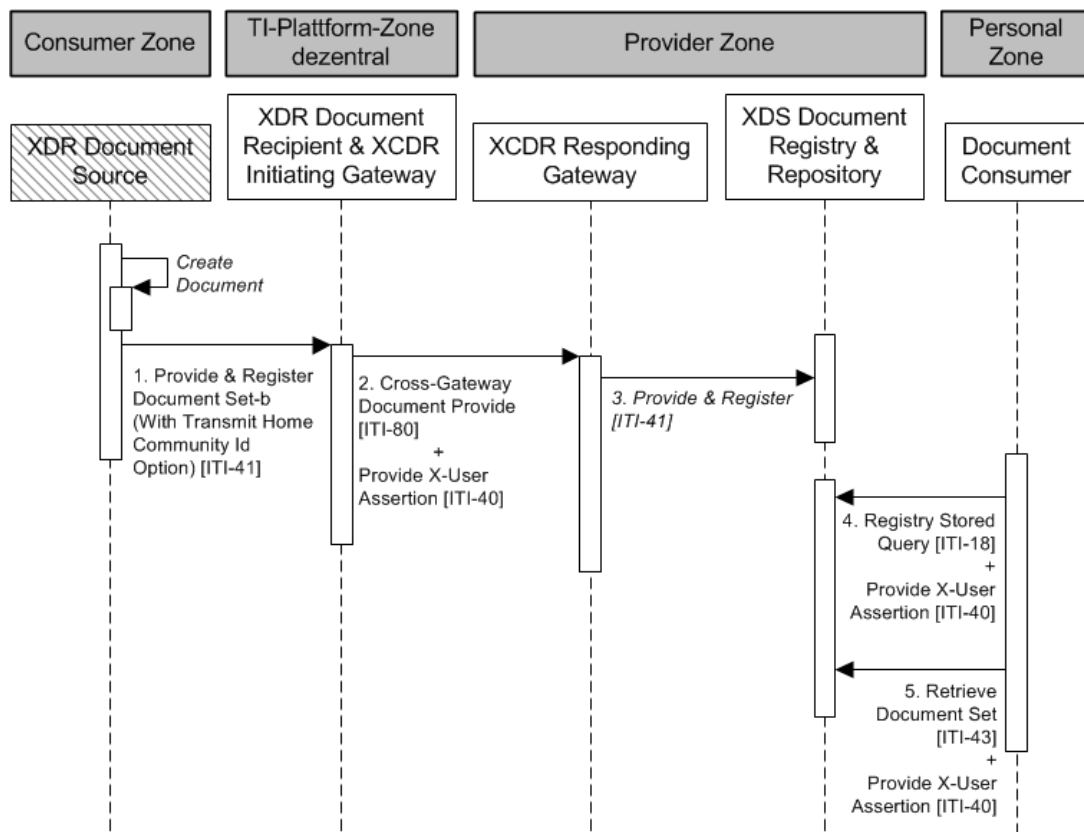 Consumer Zone
TI-Plattform-Zone
dezentral
Provider Zone
Personal
Zone
XDR Document
Source
XDR Document
Recipient & XCDR
Initiating Gateway
XCDR Responding
Gateway
XDS Document
Registry &
Repository
Document
Consumer
Create
Document
1. Provide & Register
Document Set-b
(With Transmit Home
Community Id
Option) [ITI-41]
2. Cross-Gateway
Document Provide
[ITI-80]
+
Provide X-User
Assertion [ITI-40]
3. Provide & Register
[ITI-41]
4. Registry Stored
Query [ITI-18]
+
Provide X-User
Assertion [ITI-40]
5. Retrieve
Document Set
[ITI-43]
+
Provide X-User
Assertion [ITI-40]